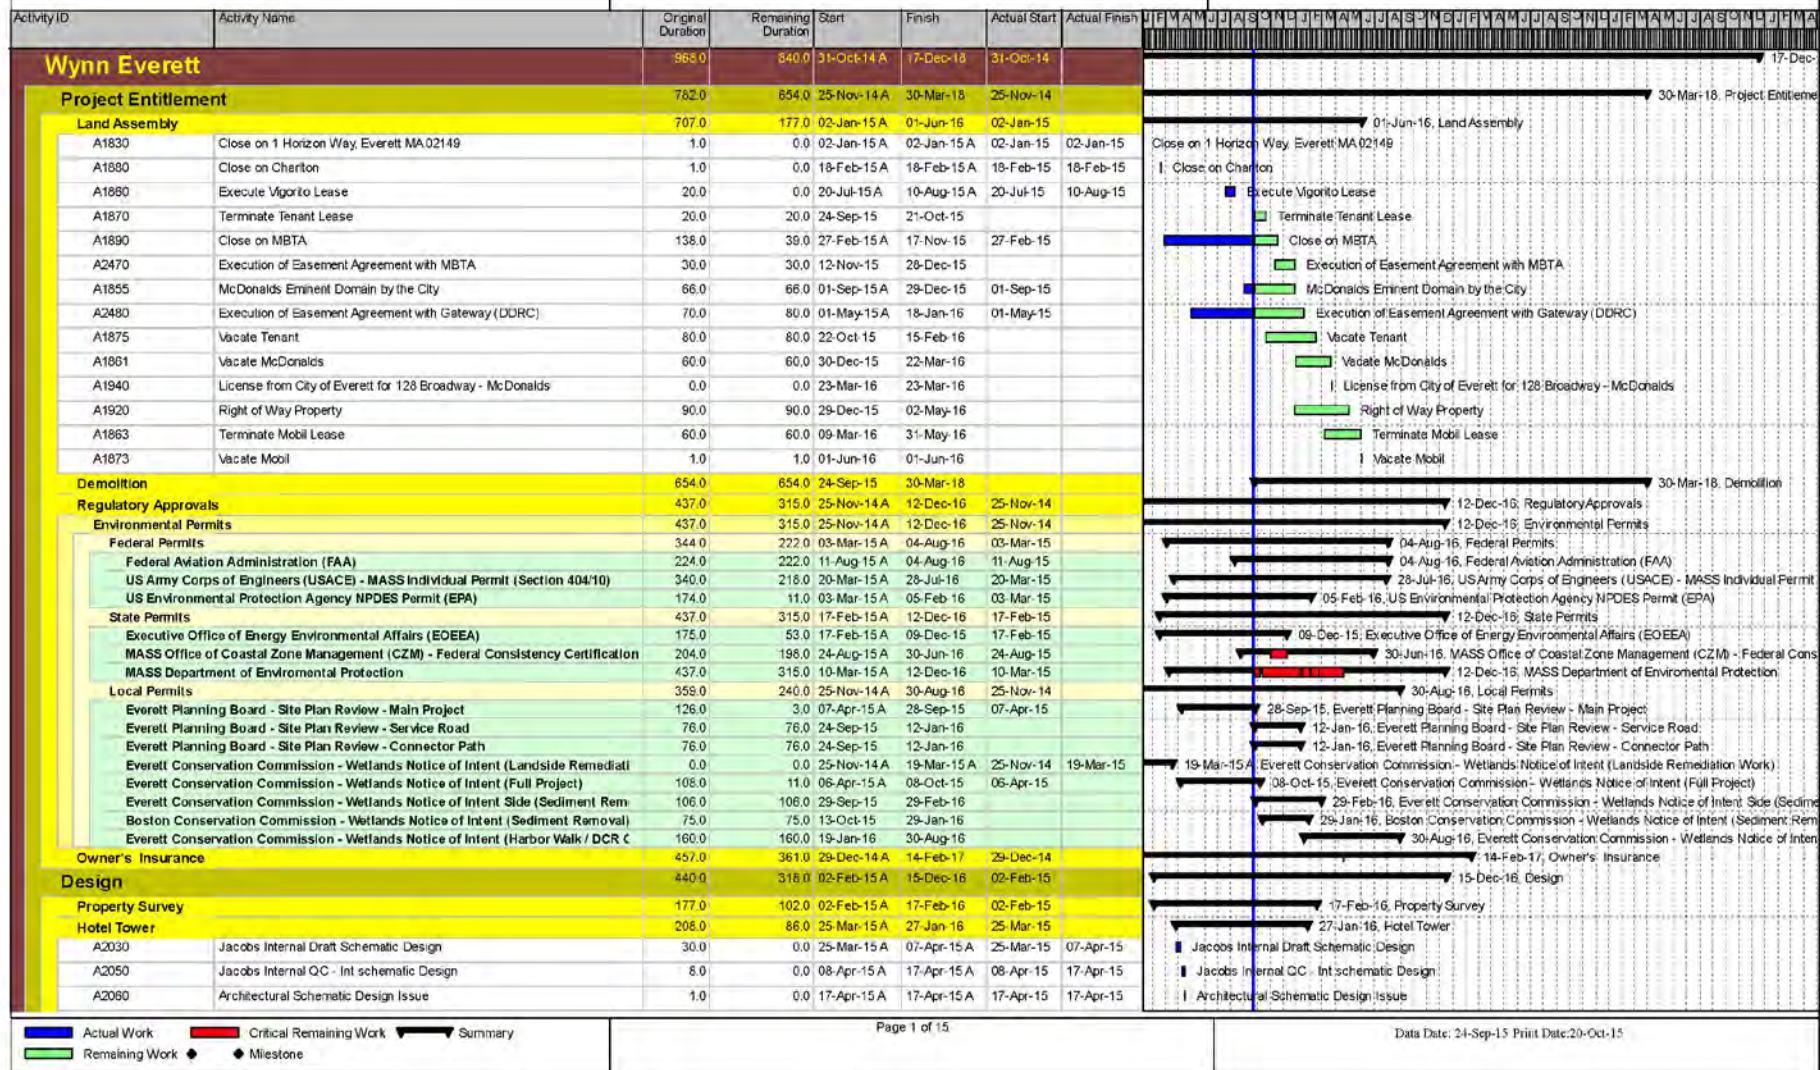 Activity ID Activity Name Original Duration Remaining Duration Start Finish Actual Start Actual Finish
Wynn Everett 968.0 840.0 31-Oct-14 A 17-Dec-18 31-Oct-14 17-Dec-
Project Entitlement 782.0 654.0 25-Nov-14 A 30-Mar-18 25-Nov-14 30-Mar-18, Project Entitleme
Land Assembly 707.0 177.0 02-Jan-15 A 01-Jun-16 02-Jan-15 01-Jun-16, Land Assembly
A1830 Close on 1 Horizon Way, Everett MA 02149 1.0 0.0 02-Jan-15 A 02-Jan-15 A 02-Jan-15 02-Jan-15 Close on 1 Horizon Way, Everett MA 02149
A1880 Close on Charlton 1.0 0.0 18-Feb-15 A 18-Feb-15 A 18-Feb-15 18-Feb-15 Close on Charlton
A1860 Execute Vigorito Lease 20.0 0.0 20-Jul-15 A 10-Aug-15 A 20-Jul-15 10-Aug-15 Execute Vigorito Lease
A1870 Terminate Tenant Lease 20.0 20.0 24-Sep-15 21-Oct-15 Terminate Tenant Lease
A1890 Close on MBTA 138.0 39.0 27-Feb-15 A 17-Nov-15 27-Feb-15 Close on MBTA
A2470 Execution of Easement Agreement with MBTA 30.0 30.0 12-Nov-15 28-Dec-15 Execution of Easement Agreement with MBTA
A1855 McDonalds Eminent Domain by the City 66.0 66.0 01-Sep-15 A 29-Dec-15 01-Sep-15 McDonalds Eminent Domain by the City
A2480 Execution of Easement Agreement with Gateway (DDRC) 70.0 80.0 01-May-15 A 18-Jan-16 01-May-15 Execution of Easement Agreement with Gateway (DDRC)
A1875 Vacate Tenant 80.0 80.0 22-Oct-15 15-Feb-16 Vacate Tenant
A1861 Vacate McDonalds 60.0 60.0 30-Dec-15 22-Mar-16 Vacate McDonalds
A1940 License from City of Everett for 128 Broadway - McDonalds 0.0 0.0 23-Mar-16 23-Mar-16 License from City of Everett for 128 Broadway - McDonalds
A1920 Right of Way Property 90.0 90.0 29-Dec-15 02-May-16 Right of Way Property
A1863 Terminate Mobil Lease 60.0 60.0 09-Mar-16 31-May-16 Terminate Mobil Lease
A1873 Vacate Mobil 1.0 1.0 01-Jun-16 01-Jun-16 Vacate Mobil
Demolition 654.0 654.0 24-Sep-15 30-Mar-18 30-Mar-18, Demolition
Regulatory Approvals 437.0 315.0 25-Nov-14 A 12-Dec-16 25-Nov-14 12-Dec-16, Regulatory Approvals
Environmental Permits 437.0 315.0 25-Nov-14 A 12-Dec-16 25-Nov-14 12-Dec-16, Environmental Permits
Federal Permits 344.0 222.0 03-Mar-15 A 04-Aug-16 03-Mar-15 04-Aug-16, Federal Permits
Federal Aviation Administration (FAA) 224.0 222.0 11-Aug-15 A 04-Aug-16 11-Aug-15 04-Aug-16, Federal Aviation Administration (FAA)
US Army Corps of Engineers (USACE) - MASS Individual Permit (Section 404/10) 340.0 218.0 20-Mar-15 A 28-Jul-16 20-Mar-15 28-Jul-16, US Army Corps of Engineers (USACE) - MASS Individual Permit
US Environmental Protection Agency NPDES Permit (EPA) 174.0 11.0 03-Mar-15 A 05-Feb-16 03-Mar-15 05-Feb-16, US Environmental Protection Agency NPDES Permit (EPA)
State Permits 437.0 315.0 17-Feb-15 A 12-Dec-16 17-Feb-15 12-Dec-16, State Permits
Executive Office of Energy Environmental Affairs (EOEEA) 175.0 53.0 17-Feb-15 A 09-Dec-15 17-Feb-15 09-Dec-15, Executive Office of Energy Environmental Affairs (EOEEA)
MASS Office of Coastal Zone Management (CZM) - Federal Consistency Certification 204.0 198.0 24-Aug-15 A 30-Jun-16 24-Aug-15 30-Jun-16, MASS Office of Coastal Zone Management (CZM) - Federal Cons
MASS Department of Enviromental Protection 437.0 315.0 10-Mar-15 A 12-Dec-16 10-Mar-15 12-Dec-16, MASS Department of Enviromental Protection
Local Permits 359.0 240.0 25-Nov-14 A 30-Aug-16 25-Nov-14 30-Aug-16, Local Permits
Everett Planning Board - Site Plan Review - Main Project 126.0 3.0 07-Apr-15 A 28-Sep-15 07-Apr-15 28-Sep-15, Everett Planning Board - Site Plan Review - Main Project
Everett Planning Board - Site Plan Review - Service Road 76.0 76.0 24-Sep-15 12-Jan-16 12-Jan-16, Everett Planning Board - Site Plan Review - Service Road
Everett Planning Board - Site Plan Review - Connector Path 76.0 76.0 24-Sep-15 12-Jan-16 12-Jan-16, Everett Planning Board - Site Plan Review - Connector Path
Everett Conservation Commission - Wetlands Notice of Intent (Landside Remediati 0.0 0.0 25-Nov-14 A 19-Mar-15 A 25-Nov-14 19-Mar-15 19-Mar-15 A, Everett Conservation Commission - Wetlands Notice of Intent (Landside Remediation Work)
Everett Conservation Commission - Wetlands Notice of Intent (Full Project) 108.0 11.0 06-Apr-15 A 08-Oct-15 06-Apr-15 08-Oct-15, Everett Conservation Commission - Wetlands Notice of Intent (Full Project)
Everett Conservation Commission - Wetlands Notice of Intent Side (Sediment Rem 106.0 106.0 29-Sep-15 29-Feb-16 29-Feb-16, Everett Conservation Commission - Wetlands Notice of Intent Side (Sedime
Boston Conservation Commission - Wetlands Notice of Intent (Sediment Removal) 75.0 75.0 13-Oct-15 29-Jan-16 29-Jan-16, Boston Conservation Commission - Wetlands Notice of Intent (Sediment Rem
Everett Conservation Commission - Wetlands Notice of Intent (Harbor Walk / DCR C 160.0 160.0 19-Jan-16 30-Aug-16 30-Aug-16, Everett Conservation Commission - Wetlands Notice of Inten
Owner's Insurance 457.0 361.0 29-Dec-14 A 14-Feb-17 29-Dec-14 14-Feb-17, Owner's Insurance
Design 440.0 318.0 02-Feb-15 A 15-Dec-16 02-Feb-15 15-Dec-16, Design
Property Survey 177.0 102.0 02-Feb-15 A 17-Feb-16 02-Feb-15 17-Feb-16, Property Survey
Hotel Tower 208.0 86.0 25-Mar-15 A 27-Jan-16 25-Mar-15 27-Jan-16, Hotel Tower
A2030 Jacobs Internal Draft Schematic Design 30.0 0.0 25-Mar-15 A 07-Apr-15 A 25-Mar-15 07-Apr-15 Jacobs Internal Draft Schematic Design
A2050 Jacobs Internal QC - Int schematic Design 8.0 0.0 08-Apr-15 A 17-Apr-15 A 08-Apr-15 17-Apr-15 Jacobs Internal QC - Int schematic Design
A2060 Architectural Schematic Design Issue 1.0 0.0 17-Apr-15 A 17-Apr-15 A 17-Apr-15 17-Apr-15 Architectural Schematic Design Issue
Actual Work Critical Remaining Work Summary
Remaining Work Milestone
Page 1 of 15
Data Date: 24-Sep-15 Print Date:20-Oct-15